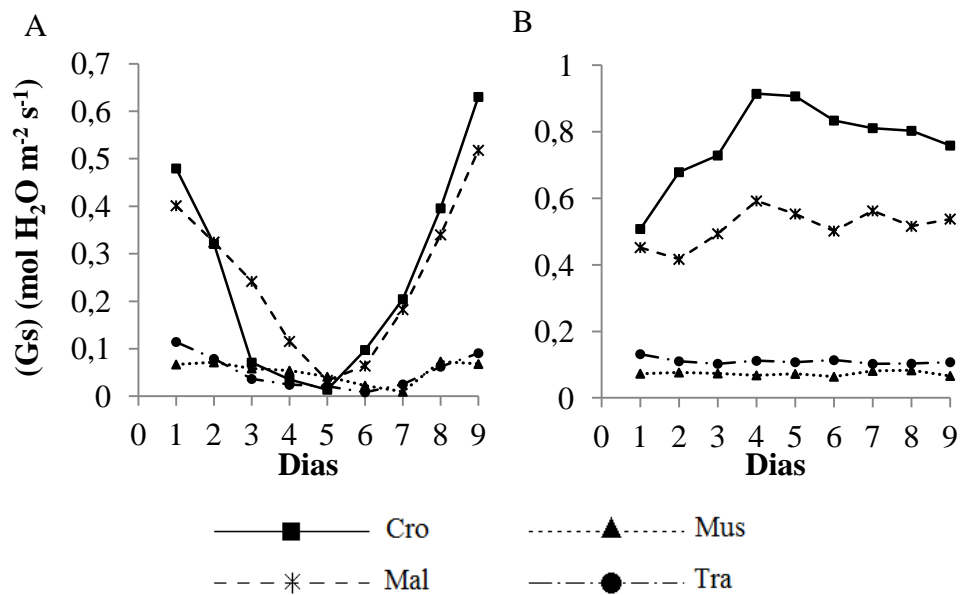 A
B
((Gs) (mol H₂O m⁻² s⁻¹)
0,7
0,6
0,5
0,4
0,3
0,2
0,1
0
0 1 2 3 4 5 6 7 8 9
Dias
1
0,8
0,6
0,4
0,2
0
0 1 2 3 4 5 6 7 8 9
Dias
Cro
Mus
Mal
Tra